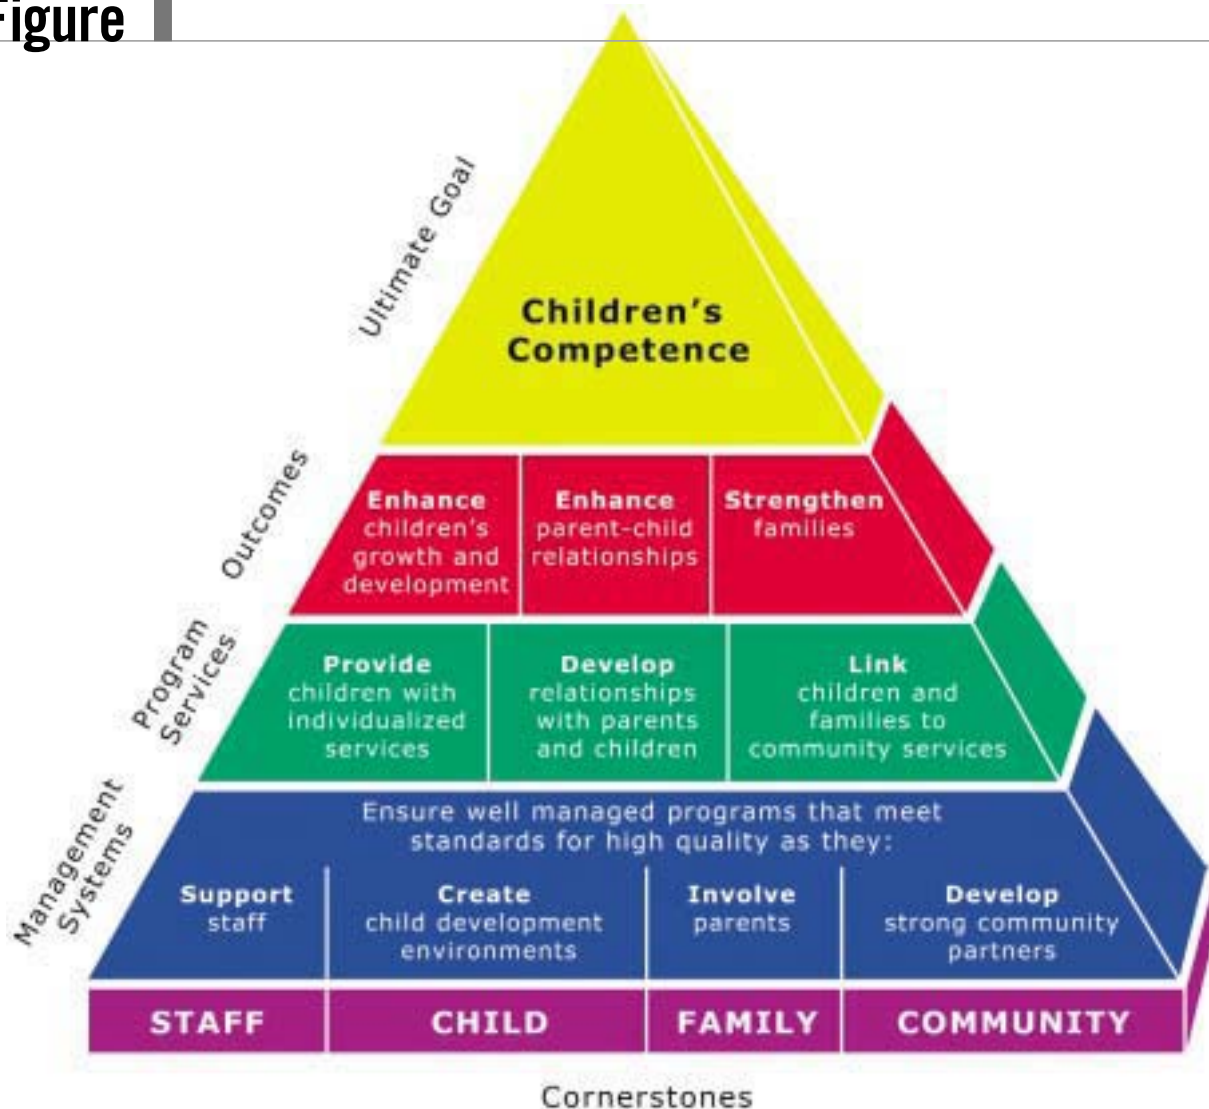 Figure
Ultimate Goal
Children's
Competence
Outcomes
Enhance
children's
growth and
development
Enhance
parent-child
relationships
Strengthen
families
Program
Services
Provide
children with
individualized
services
Develop
relationships
with parents
and children
Link
children and
families to
community services
Management
Systems
Ensure well managed programs that meet
standards for high quality as they:
Support
staff
Create
child development
environments
Involve
parents
Develop
strong community
partners
STAFF
CHILD
FAMILY
COMMUNITY
Cornerstones